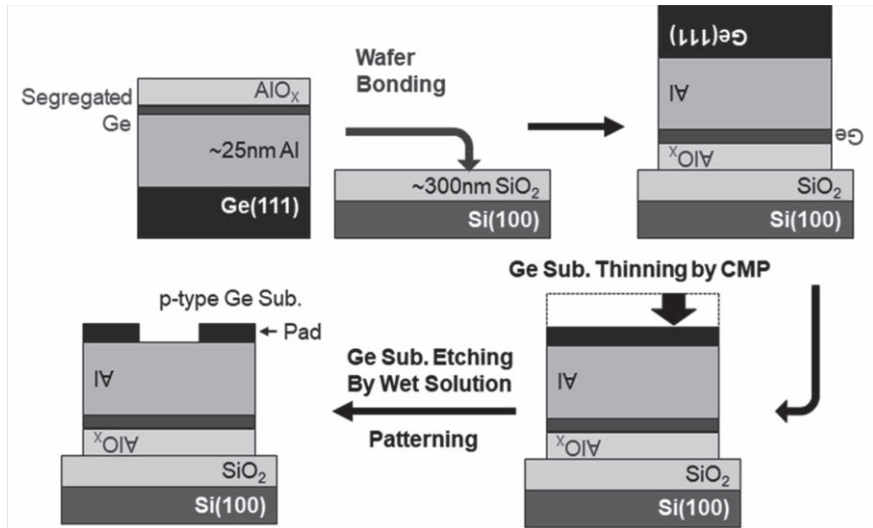 AlOX
Segregated
Ge
~25nm Al
Ge(111)
Wafer
Bonding
~300nm SiO2
Si(100)
Ge(111)
Al
Ge
AlOX
SiO2
Si(100)
Ge Sub. Thinning by CMP
Al
AlOX
SiO2
Si(100)
Ge Sub. Etching
By Wet Solution
Patterning
p-type Ge Sub.
Pad
Al
AlOX
SiO2
Si(100)